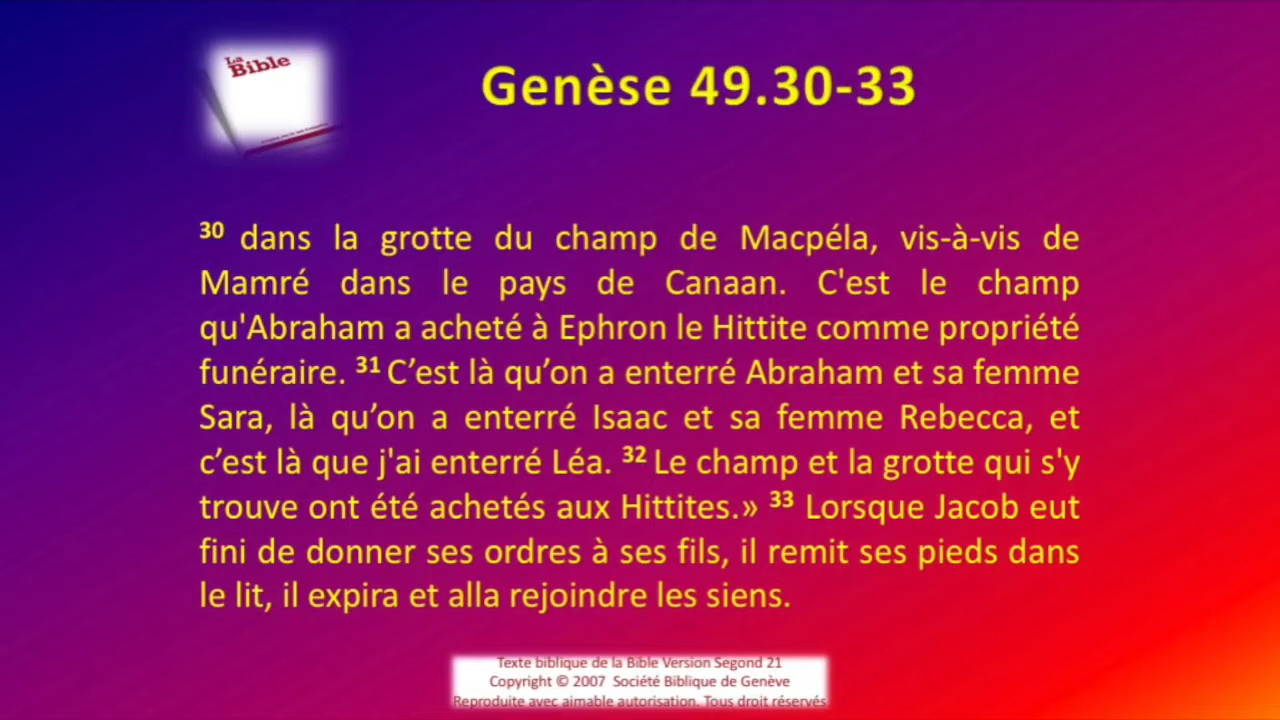 La
Bible
Genèse 49.30-33
30 dans la grotte du champ de Macpéla, vis-à-vis de
Mamré dans le pays de Canaan. C'est le champ
qu'Abraham a acheté à Ephron le Hittite comme propriété
funéraire. 31 C’est là qu’on a enterré Abraham et sa femme
Sara, là qu’on a enterré Isaac et sa femme Rebecca, et
c’est là que j'ai enterré Léa. 32 Le champ et la grotte qui s'y
trouve ont été achetés aux Hittites.» 33 Lorsque Jacob eut
fini de donner ses ordres à ses fils, il remit ses pieds dans
le lit, il expira et alla rejoindre les siens.
Texte biblique de la Bible Version Segond 21
Copyright © 2007 Société Biblique de Genève
Reproduite avec aimable autorisation. Tous droit réservés